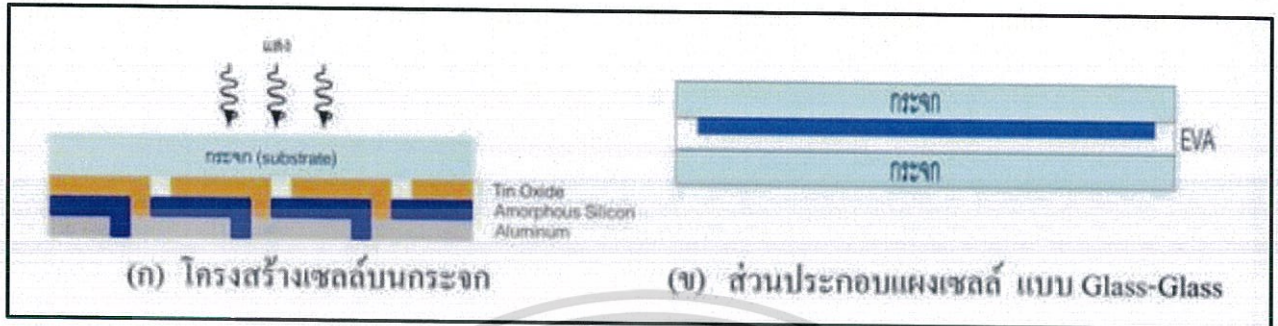 แสง
กระจก (substrate)
Tin Oxide
Amorphous Silicon
Aluminum
(ก) โครงสร้างเซลล์บนกระจก
กระจก
EVA
กระจก
(ข) ส่วนประกอบแผงเซลล์ แบบ Glass-Glass